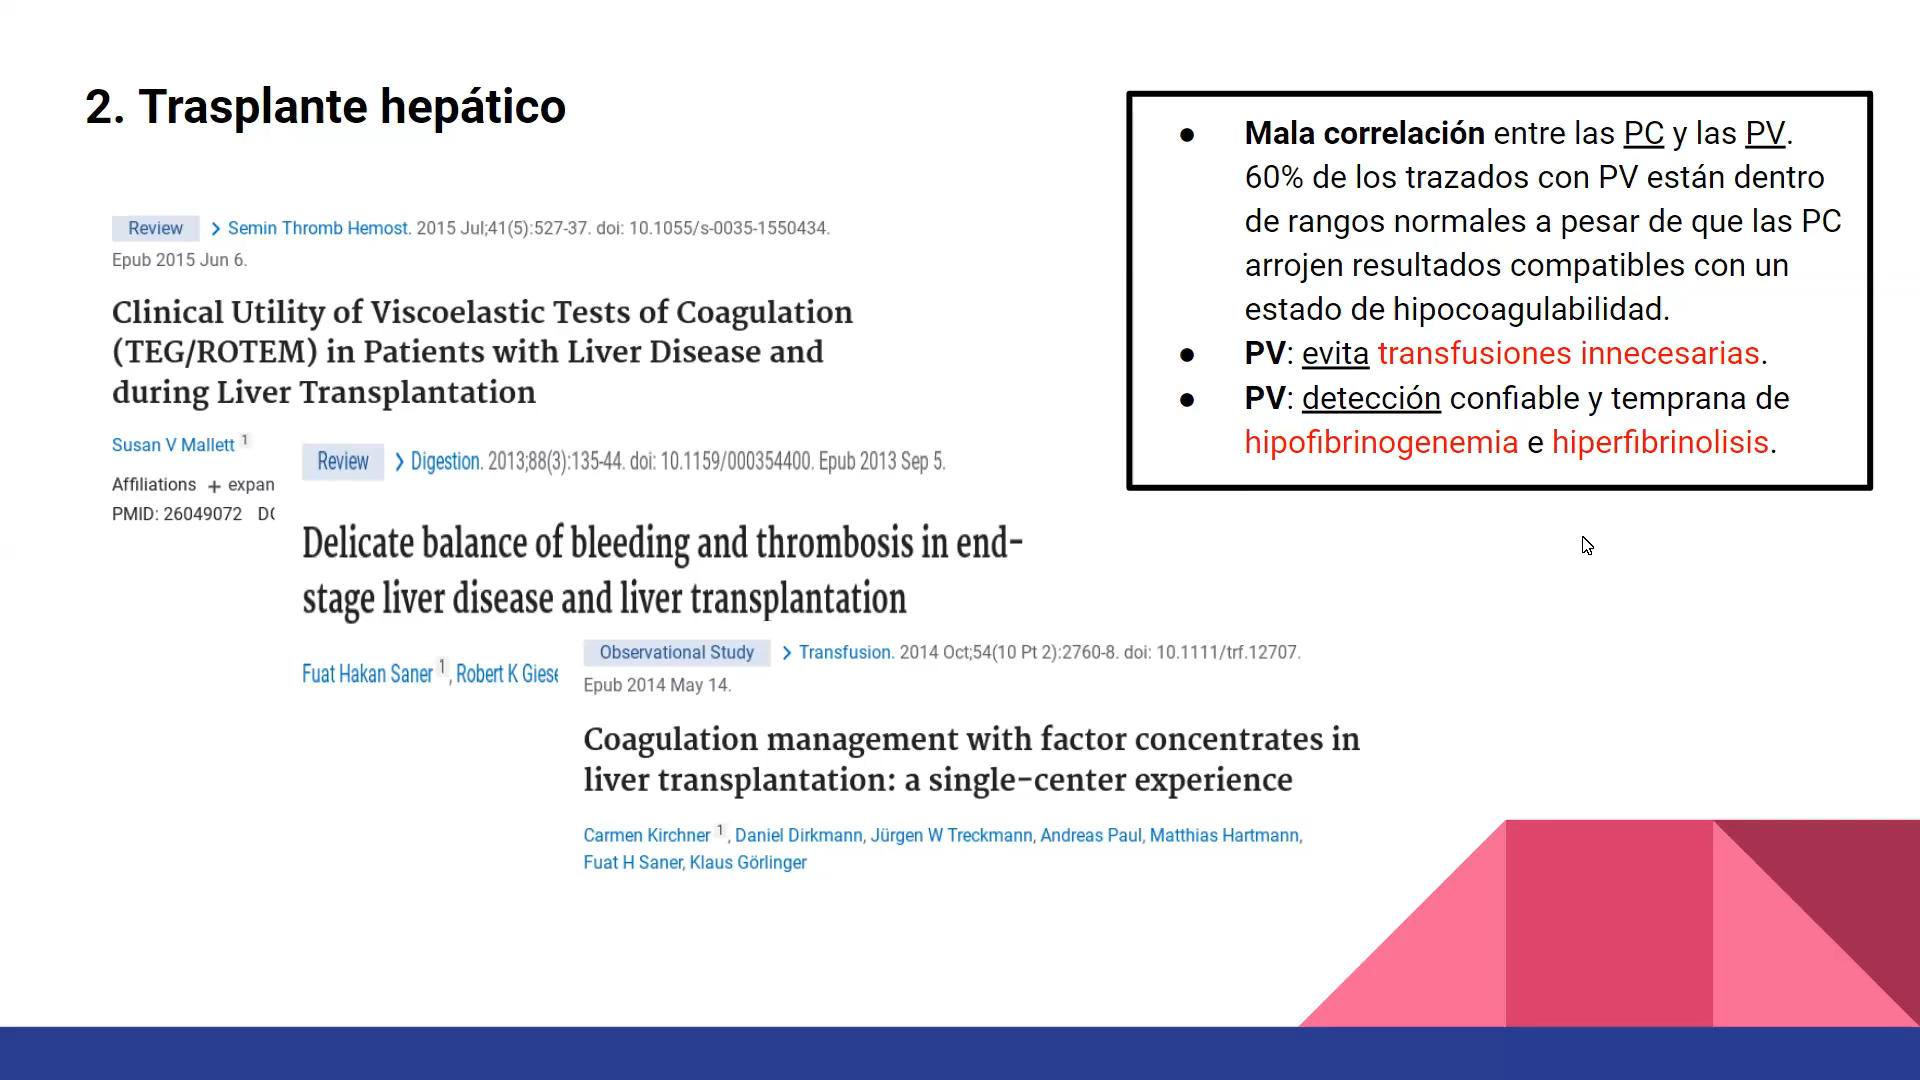 2. Trasplante hepático
Review > Semin Thromb Hemost. 2015 Jul;41(5):527-37. doi: 10.1055/s-0035-1550434.
Epub 2015 Jun 6.
Clinical Utility of Viscoelastic Tests of Coagulation
(TEG/ROTEM) in Patients with Liver Disease and
during Liver Transplantation
Susan V Mallett 1
Affiliations + expan
PMID: 26049072
Review > Digestion. 2013;88(3):135-44. doi: 10.1159/000354400. Epub 2013 Sep 5.
Delicate balance of bleeding and thrombosis in end-
stage liver disease and liver transplantation
Fuat Hakan Saner 1, Robert K Giese
Observational Study > Transfusion. 2014 Oct;54(10 Pt 2):2760-8. doi: 10.1111/trf.12707.
Epub 2014 May 14.
Coagulation management with factor concentrates in
liver transplantation: a single-center experience
Carmen Kirchner 1, Daniel Dirkmann, Jürgen W Treckmann, Andreas Paul, Matthias Hartmann,
Fuat H Saner, Klaus Görlinger
● Mala correlación entre las PC y las PV.
60% de los trazados con PV están dentro
de rangos normales a pesar de que las PC
arrojen resultados compatibles con un
estado de hipocoagulabilidad.
● PV: evita transfusiones innecesarias.
● PV: detección confiable y temprana de
hipofibrinogenemia e hiperfibrinolisis.